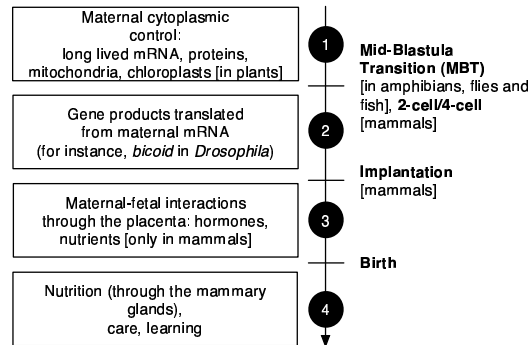 Maternal cytoplasmic
control:
long lived mRNA, proteins,
mitochondria, chloroplasts [in plants]
1
Mid-Blastula
Transition (MBT)
[in amphibians, flies and
fish], 2-cell/4-cell
[mammals]
Gene products translated
from maternal mRNA
(for instance, bicoid in Drosophila)
2
Implantation
[mammals]
Maternal-fetal interactions
through the placenta: hormones,
nutrients [only in mammals]
3
Birth
Nutrition (through the mammary
glands),
care, learning
4